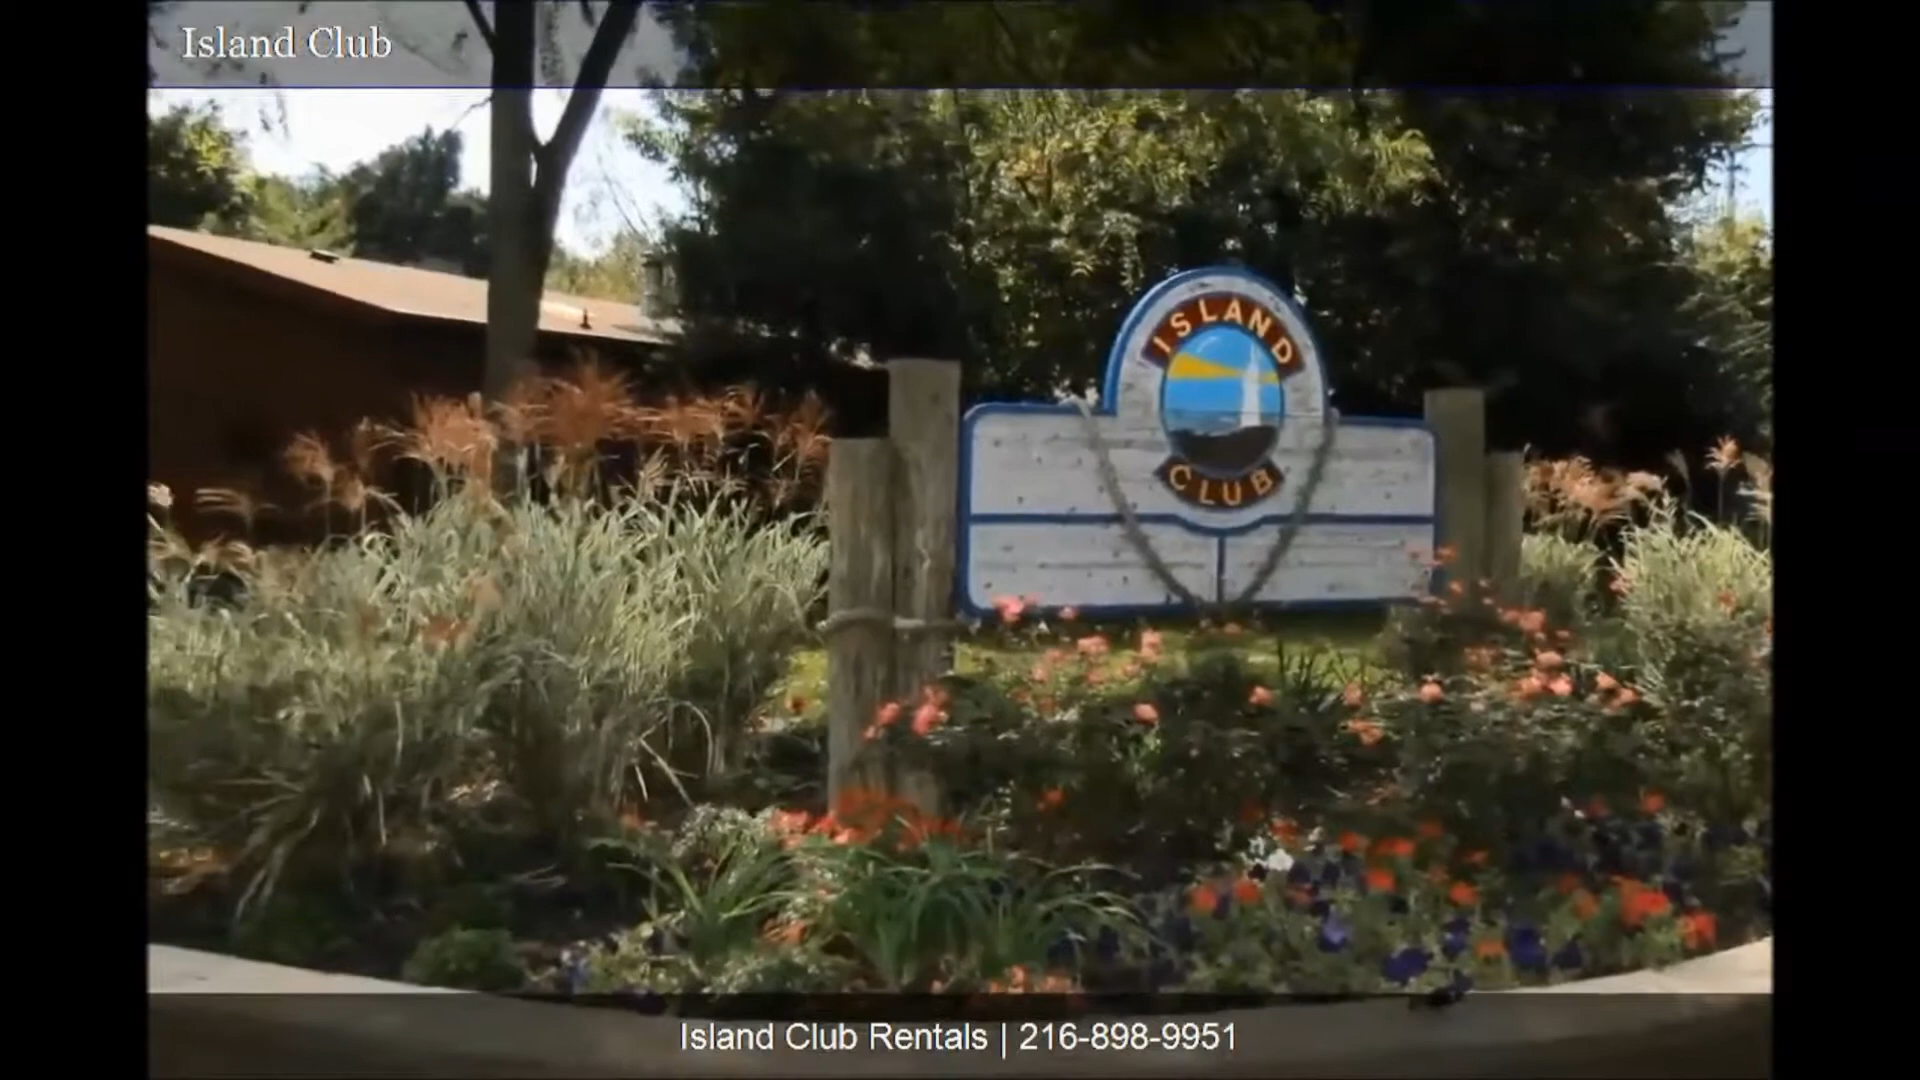 Island Club
ISLAND
CLUB
Island Club Rentals | 216-898-9951